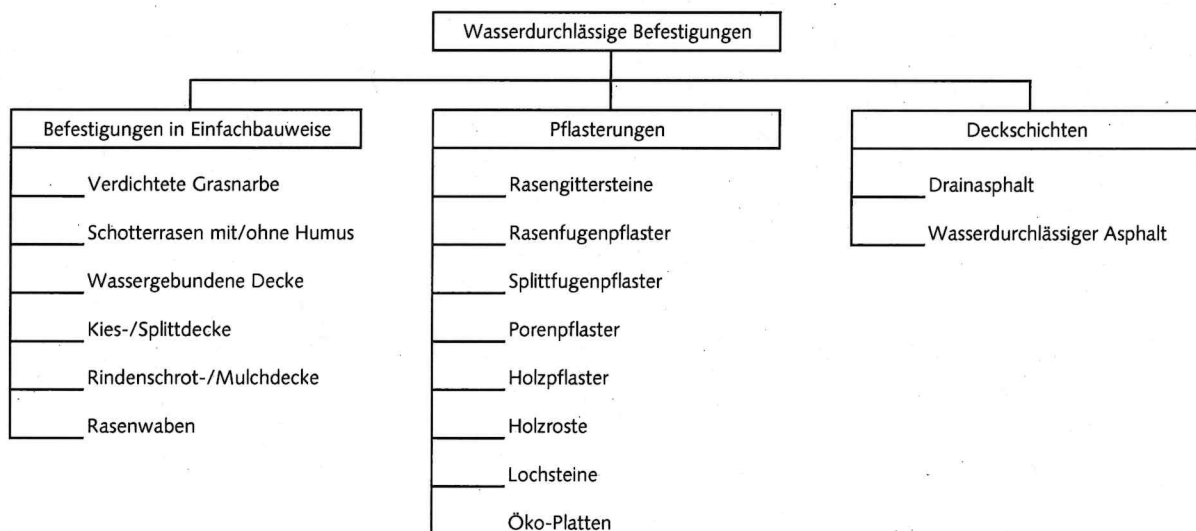 Wasserdurchlässige Befestigungen
Befestigungen in Einfachbauweise
Verdichtete Grasnarbe
Schotterrasen mit/ohne Humus
Wassergebundene Decke
Kies-/Splittdecke
Rindenschrot-/Mulchdecke
Rasenwaben
Pflasterungen
Rasengittersteine
Rasenfugenpflaster
Splittfugenpflaster
Porenpflaster
Holzpflaster
Holzroste
Lochsteine
Öko-Platten
Deckschichten
Drainasphalt
Wasserdurchlässiger Asphalt